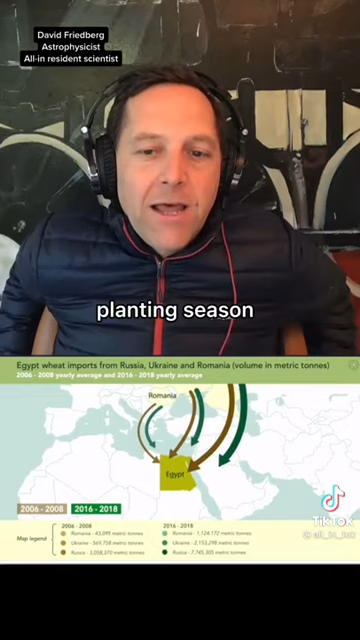 David Friedberg
Astrophysicist
All-in resident scientist
planting season
Egypt wheat imports from Russia, Ukraine and Romania (volume in metric tonnes)
2006 - 2008 yearly average and 2016 - 2018 yearly average
Romania
Egypt
2006 - 2008 2016 - 2018
Map legend
2006 - 2008
Romania - 43,099 metric tonnes
Ukraine - 569,758 metric tonnes
Russia - 3,058,370 metric tonnes
2016 - 2018
Romania - 1,124,172 metric tonnes
Ukraine - 2,153,298 metric tonnes
Russia - 7,745,305 metric tonnes
TikTok
@all_in_tok